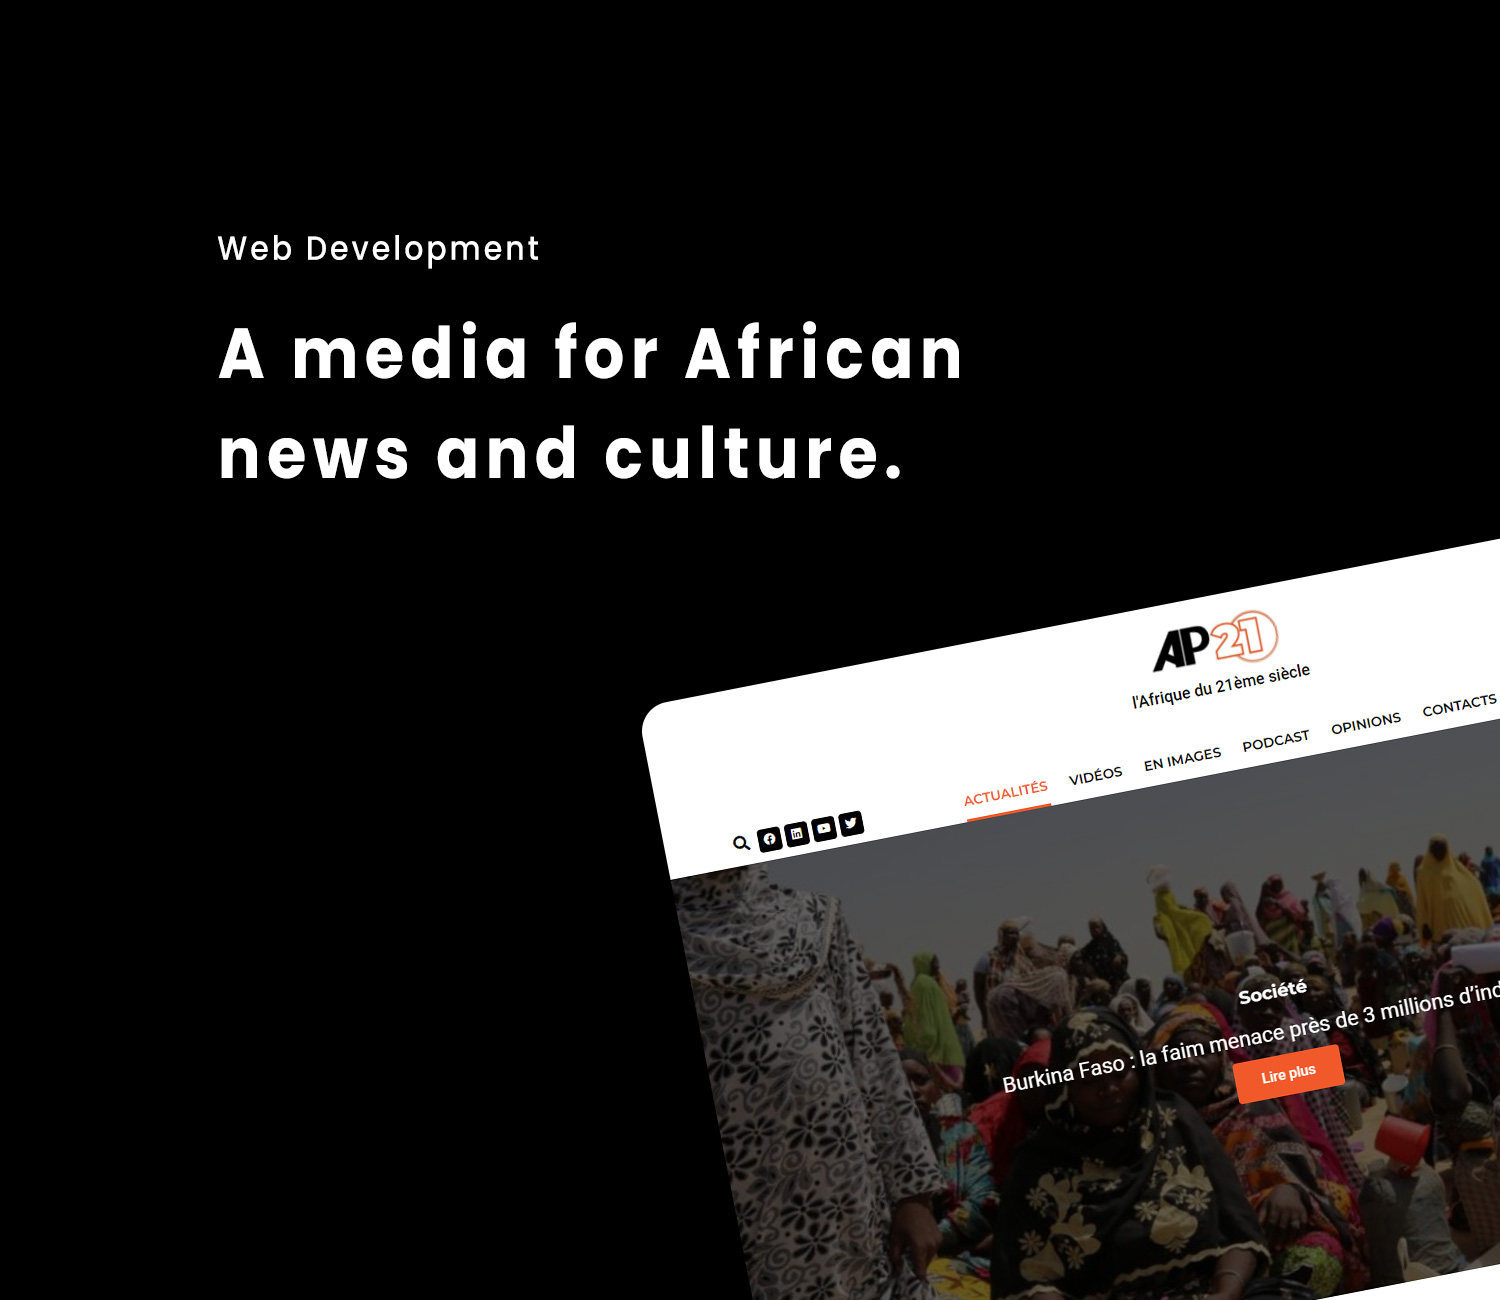 Web Development
A media for African
news and culture.
AP21
l'Afrique du 21ème siècle
ACTUALITÉS VIDÉOS EN IMAGES PODCAST OPINIONS CONTACTS
Société
Burkina Faso : la faim menace près de 3 millions d'ind
Lire plus